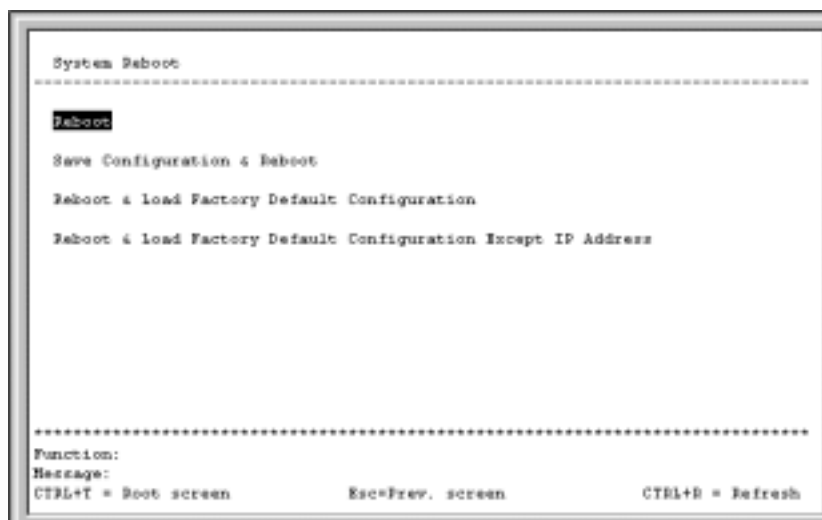 System Reboot
Reboot
Save Configuration & Reboot
Reboot & Load Factory Default Configuration
Reboot & Load Factory Default Configuration Except IP Address
Function:
Message:
CTRL+T = Root screen Esc=Prev. screen CTRL+R = Refresh